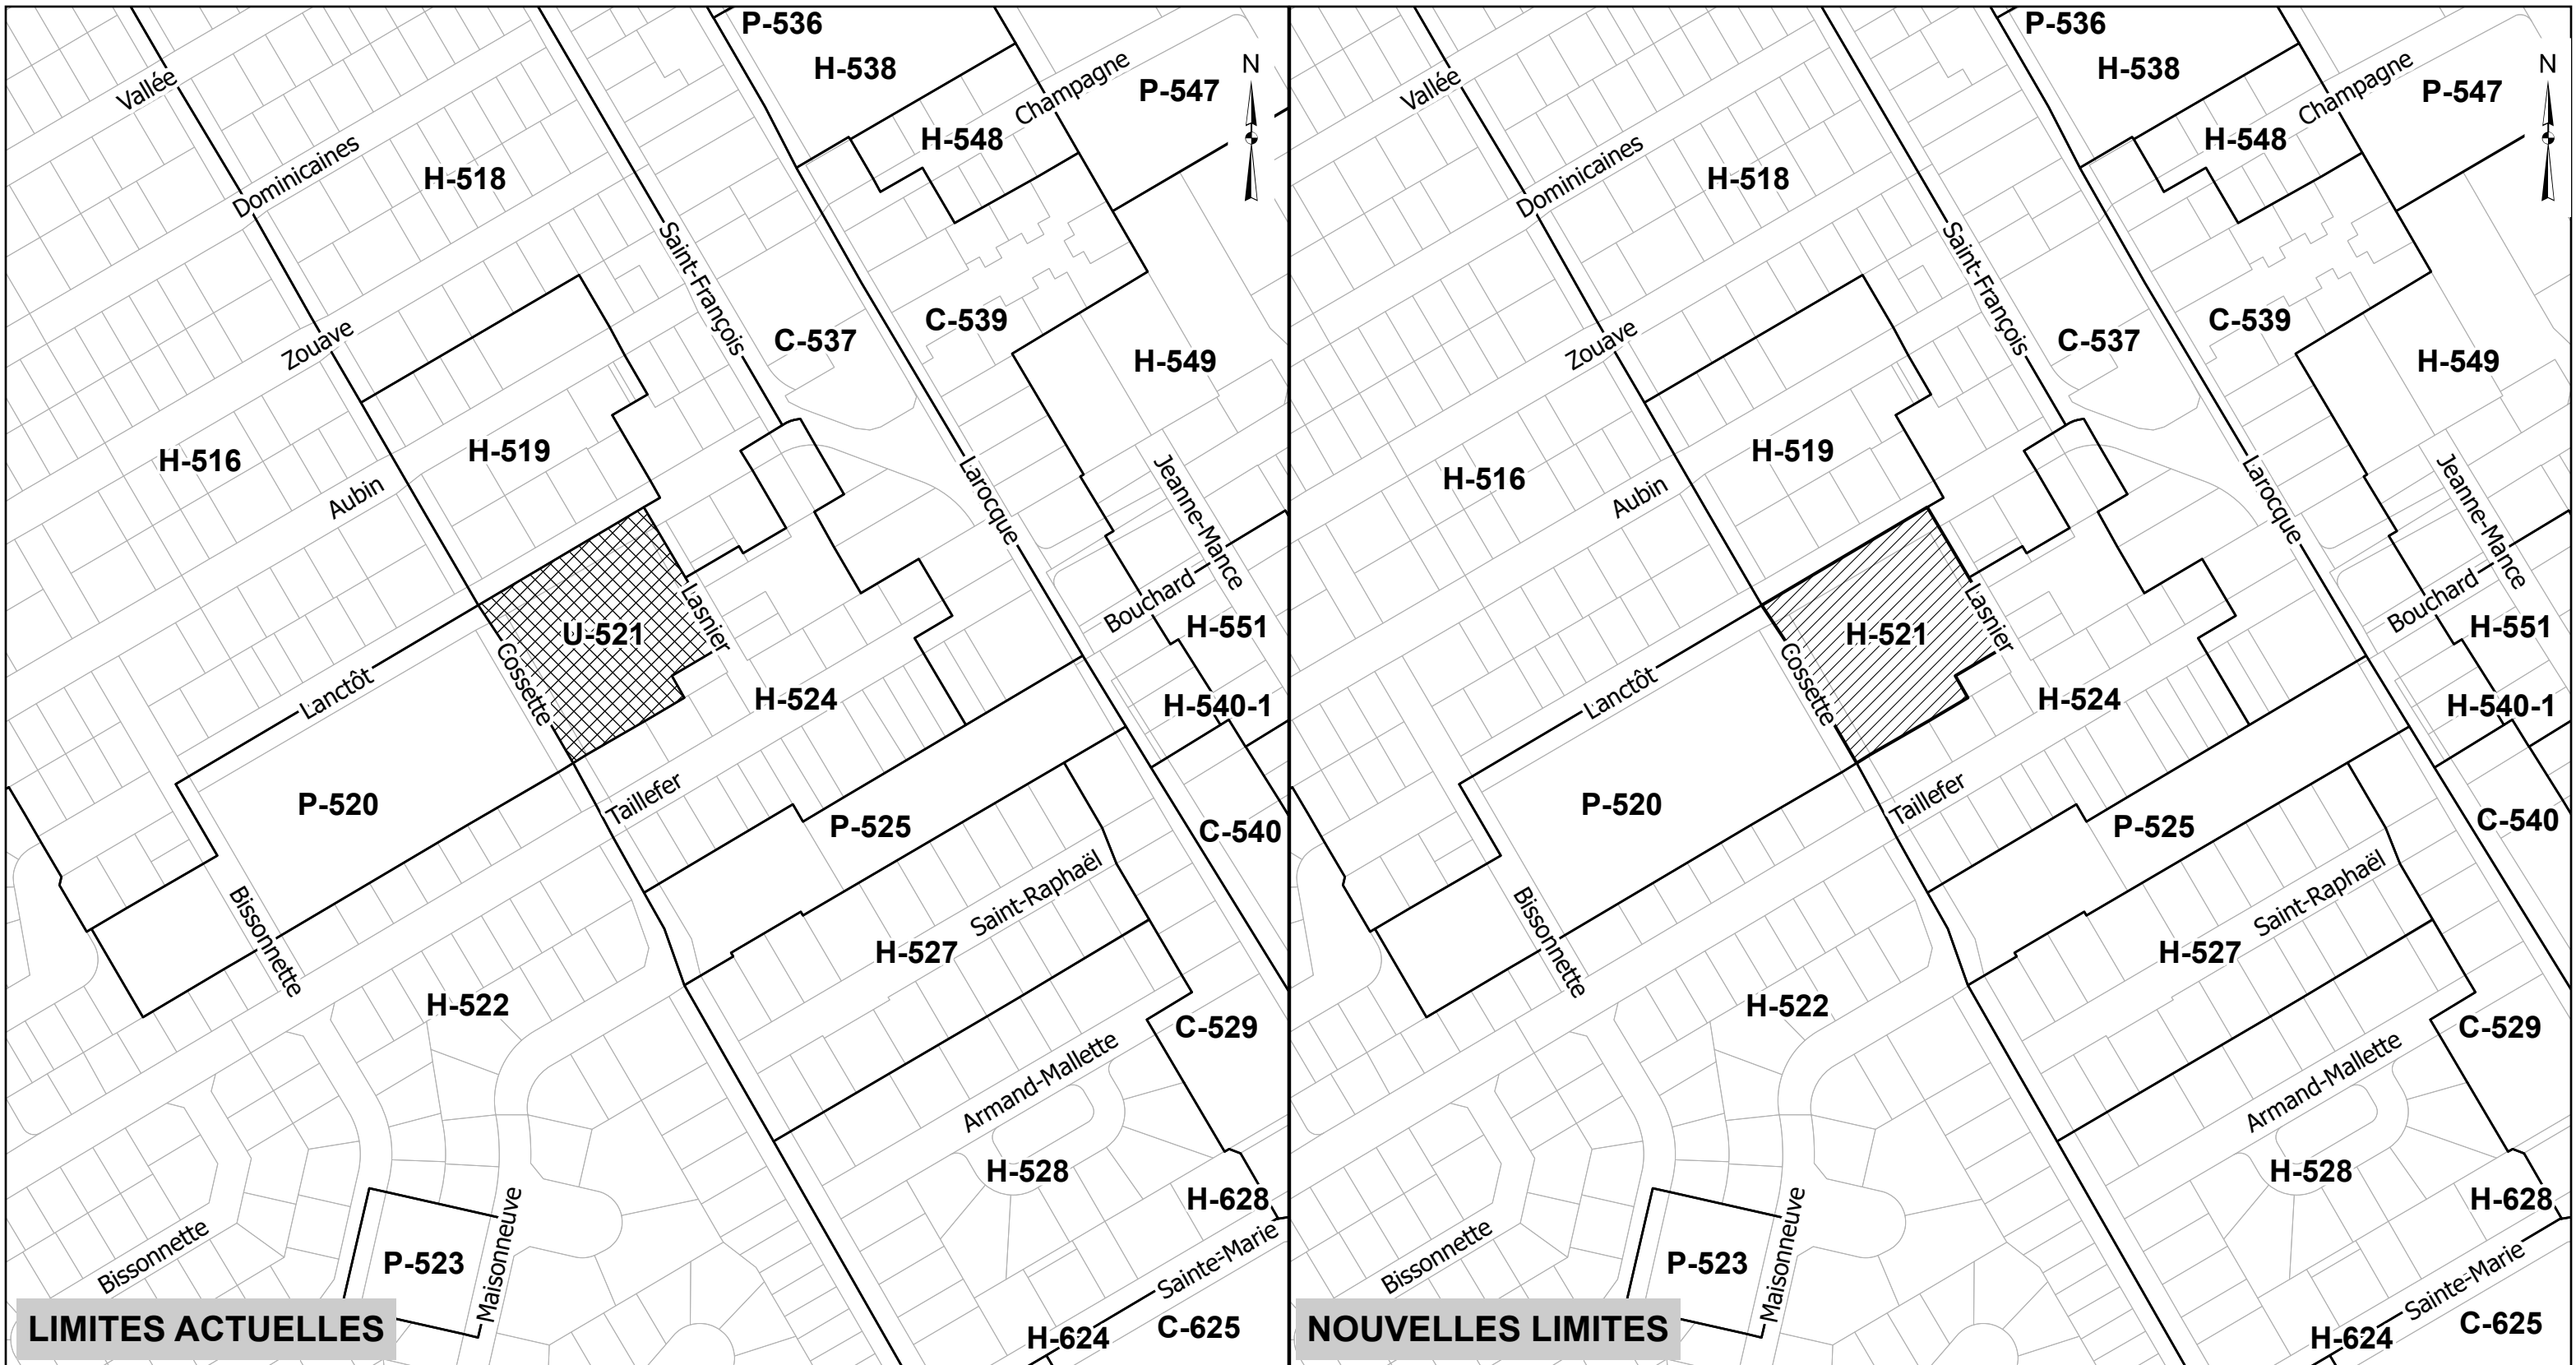 P-536
H-538
N
Vallée
Champagne
P-547
H-548
Dominicaines
H-518
Saint-François
Zouave
C-537
C-539
H-549
H-516
H-519
Aubin
Larocque
Jeanne-Mance
Lasnier
Bouchard
U-521
H-551
Cossette
Lanctôt
H-524
H-540-1
Taillefer
P-520
P-525
C-540
Saint-Raphaël
Bissonnette
H-527
H-522
C-529
Armand-Mallette
H-528
H-628
Bissonnette
P-523
Maisonneuve
Sainte-Marie
LIMITES ACTUELLES
H-624
C-625
P-536
H-538
N
Vallée
Champagne
P-547
H-548
Dominicaines
H-518
Saint-François
Zouave
C-537
C-539
H-549
H-516
H-519
Aubin
Larocque
Jeanne-Mance
Lasnier
Bouchard
H-521
H-551
Cossette
Lanctôt
H-524
H-540-1
Taillefer
P-520
P-525
C-540
Saint-Raphaël
Bissonnette
H-527
H-522
C-529
Armand-Mallette
H-528
H-628
Bissonnette
P-523
Maisonneuve
Sainte-Marie
NOUVELLES LIMITES
H-624
C-625